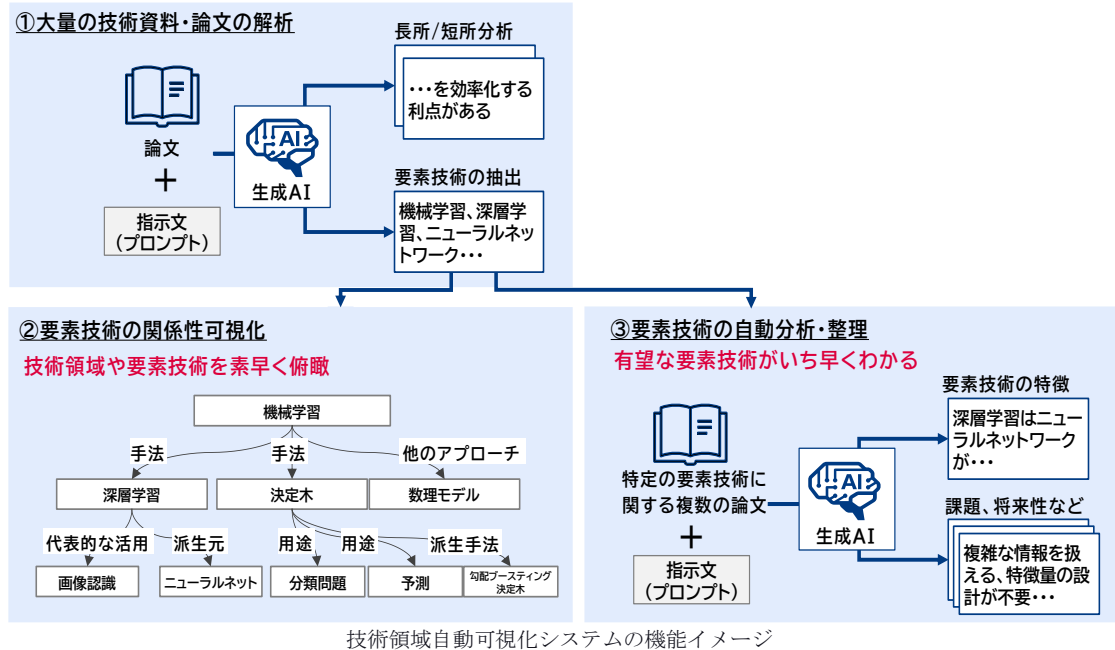 ①大量の技術資料・論文の解析
論文
＋
指示文
(プロンプト)
AI
生成AI
長所/短所分析
・・・を効率化する
利点がある
要素技術の抽出
機械学習、深層学
習、ニューラルネッ
トワーク・・・
②要素技術の関係性可視化
技術領域や要素技術を素早く俯瞰
機械学習
手法
手法
他のアプローチ
深層学習
決定木
数理モデル
代表的な活用
派生元
用途
用途
派生手法
画像認識
ニューラルネット
分類問題
予測
勾配ブースティング
決定木
③要素技術の自動分析・整理
有望な要素技術がいち早くわかる
特定の要素技術に
関する複数の論文
＋
指示文
(プロンプト)
AI
生成AI
要素技術の特徴
深層学習はニュー
ラルネットワーク
が・・・
課題、将来性など
複雑な情報を扱
える、特徴量の設
計が不要・・・
技術領域自動可視化システムの機能イメージ